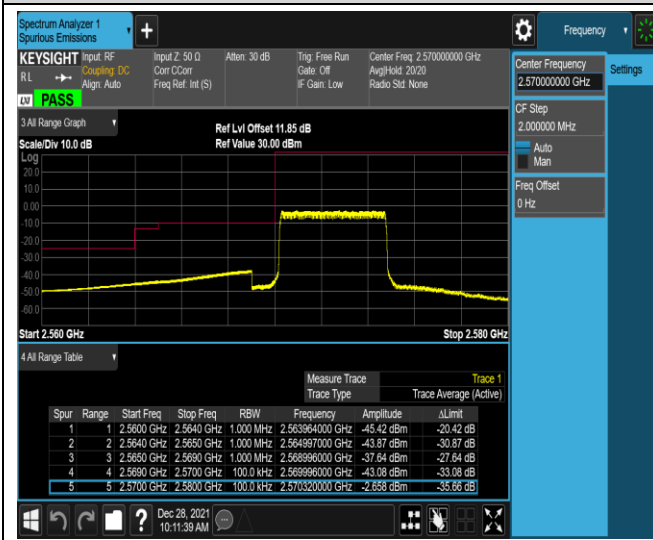 Spectrum Analyzer 1
Spurious Emissions
+
Frequency
KEYSIGHT
RL
LXI PASS
Input: RF
Coupling: DC
Align: Auto
Input Z: 50 Ω
Corr CCorr
Freq Ref: Int (S)
Atten: 30 dB
Trig: Free Run
Gate: Off
IF Gain: Low
Center Freq: 2.570000000 GHz
Avg|Hold: 20/20
Radio Std: None
Center Frequency
2.570000000 GHz
Settings
CF Step
2.000000 MHz
Auto
Man
Freq Offset
0 Hz
3 All Range Graph
Scale/Div 10.0 dB
Ref Lvl Offset 11.85 dB
Ref Value 30.00 dBm
Log
20.0
10.0
0.00
-10.0
-20.0
-30.0
-40.0
-50.0
-60.0
Start 2.560 GHz
Stop 2.580 GHz
4 All Range Table
Measure Trace Trace 1
Trace Type Trace Average (Active)
Spur Range Start Freq Stop Freq RBW Frequency Amplitude ΔLimit
1 1 2.5600 GHz 2.5640 GHz 1.000 MHz 2.563964000 GHz -45.42 dBm -20.42 dB
2 2 2.5640 GHz 2.5650 GHz 1.000 MHz 2.564997000 GHz -43.87 dBm -30.87 dB
3 3 2.5650 GHz 2.5690 GHz 1.000 MHz 2.568996000 GHz -37.64 dBm -27.64 dB
4 4 2.5690 GHz 2.5700 GHz 100.0 kHz 2.569996000 GHz -43.08 dBm -33.08 dB
5 5 2.5700 GHz 2.5800 GHz 100.0 kHz 2.570320000 GHz -2.658 dBm -35.66 dB
?
Dec 28, 2021
10:11:39 AM